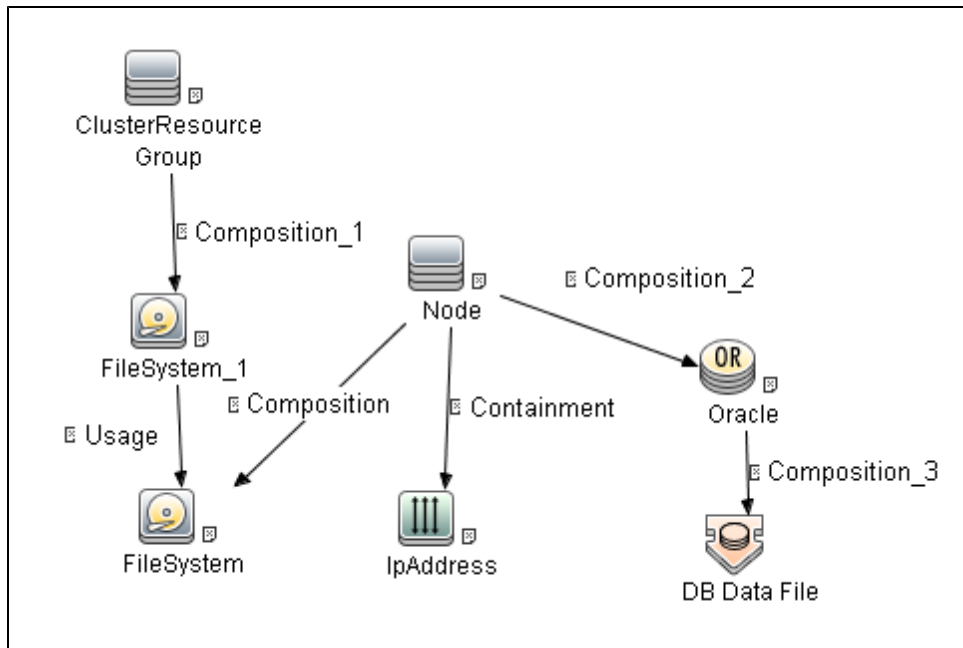 ClusterResource
Group
Composition_1
Node
Composition_2
FileSystem_1
OR
Oracle
Composition
Containment
Usage
Composition_3
FileSystem
IpAddress
DB Data File